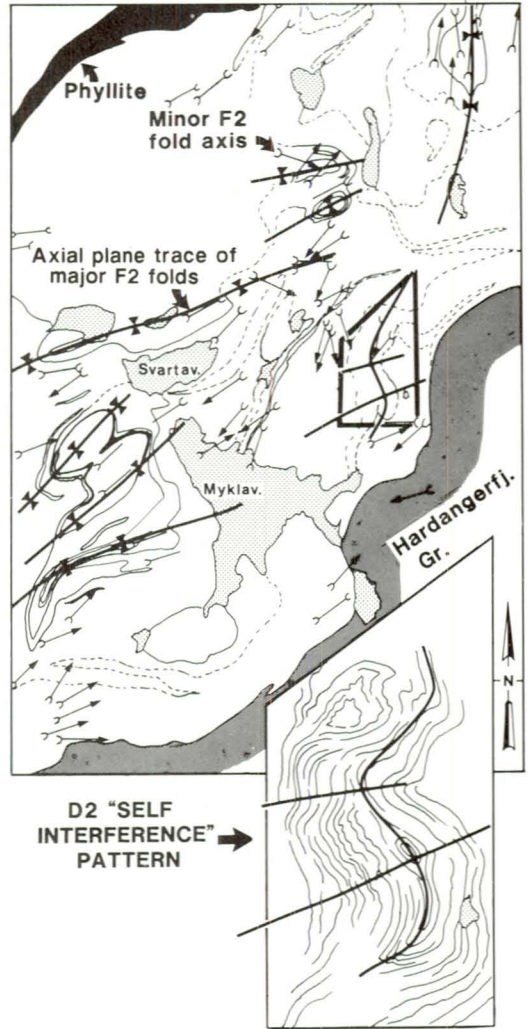 Phyllite
Minor F2
fold axis
Axial plane trace of
major F2 folds
Svartav.
Myklav.
Hardangerfj.
Gr.
N
D2 "SELF
INTERFERENCE"
PATTERN